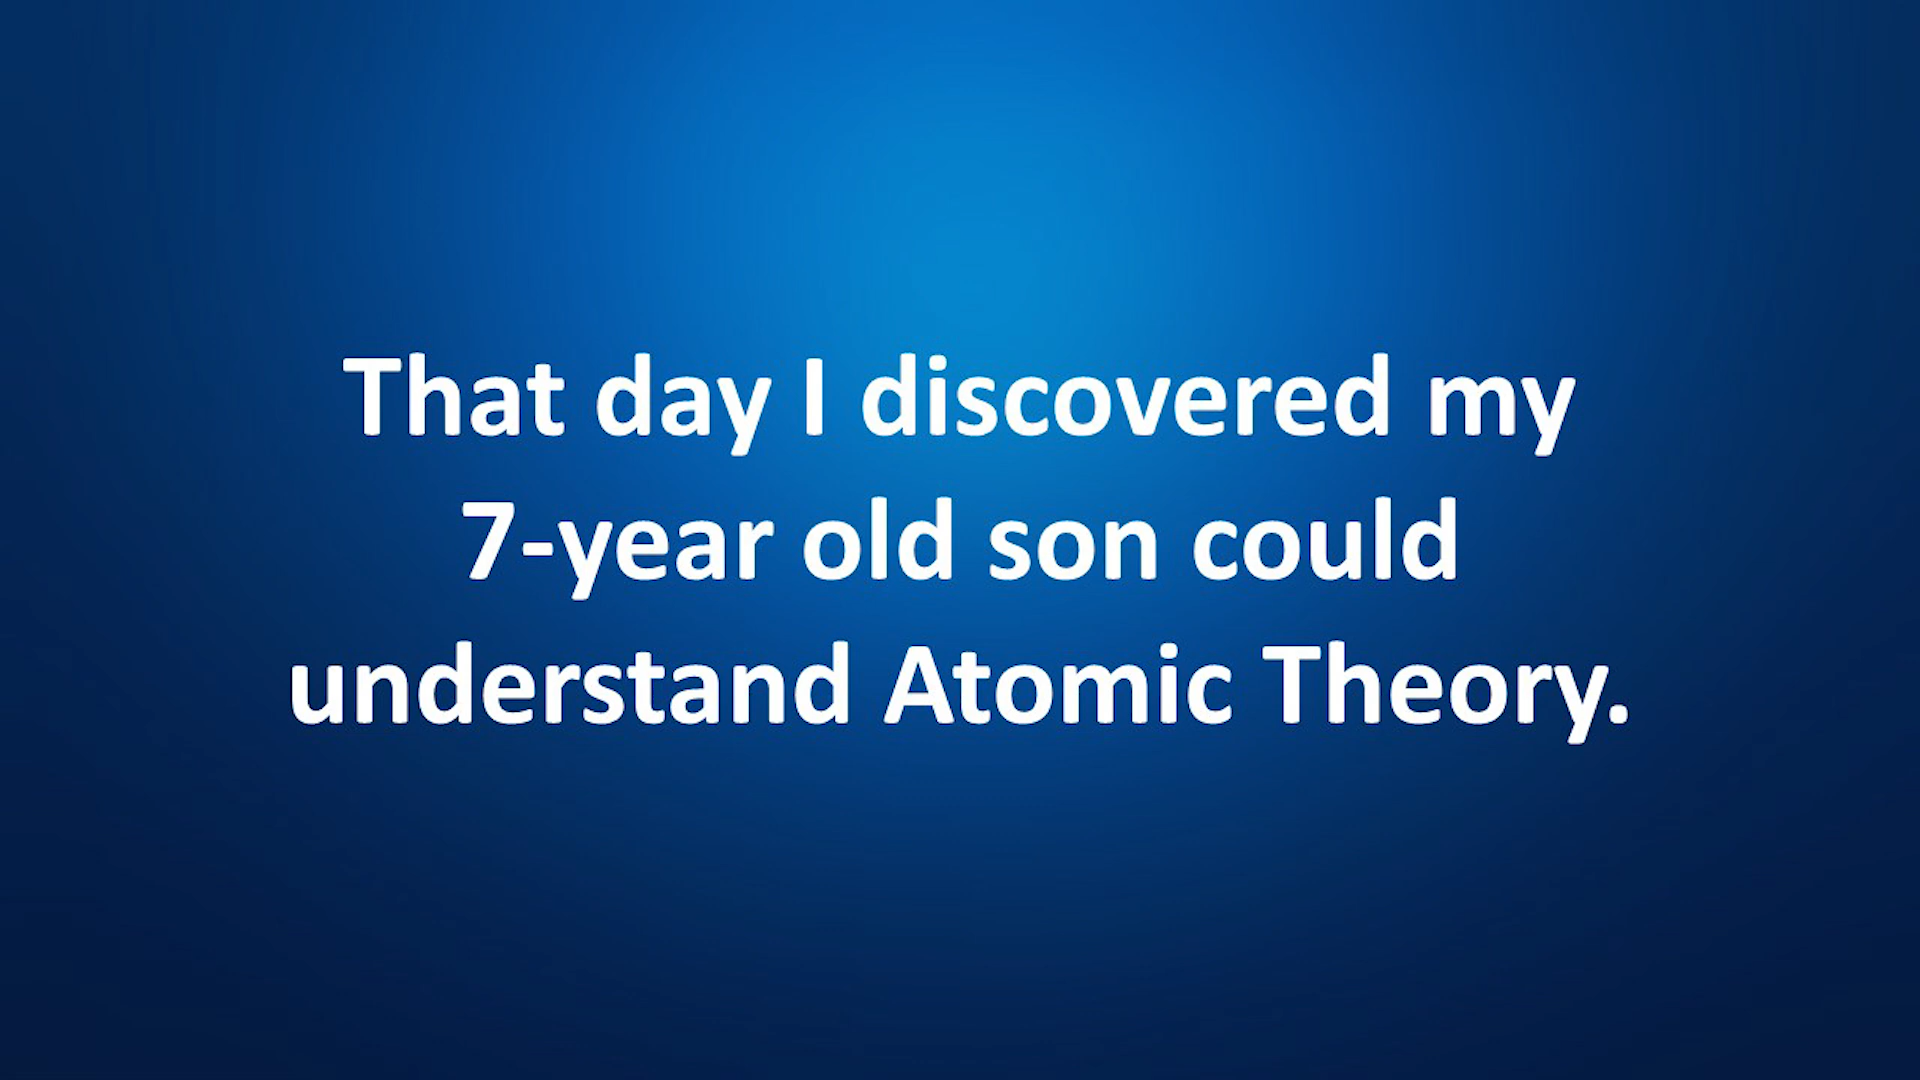 That day I discovered my
7-year old son could
understand Atomic Theory.